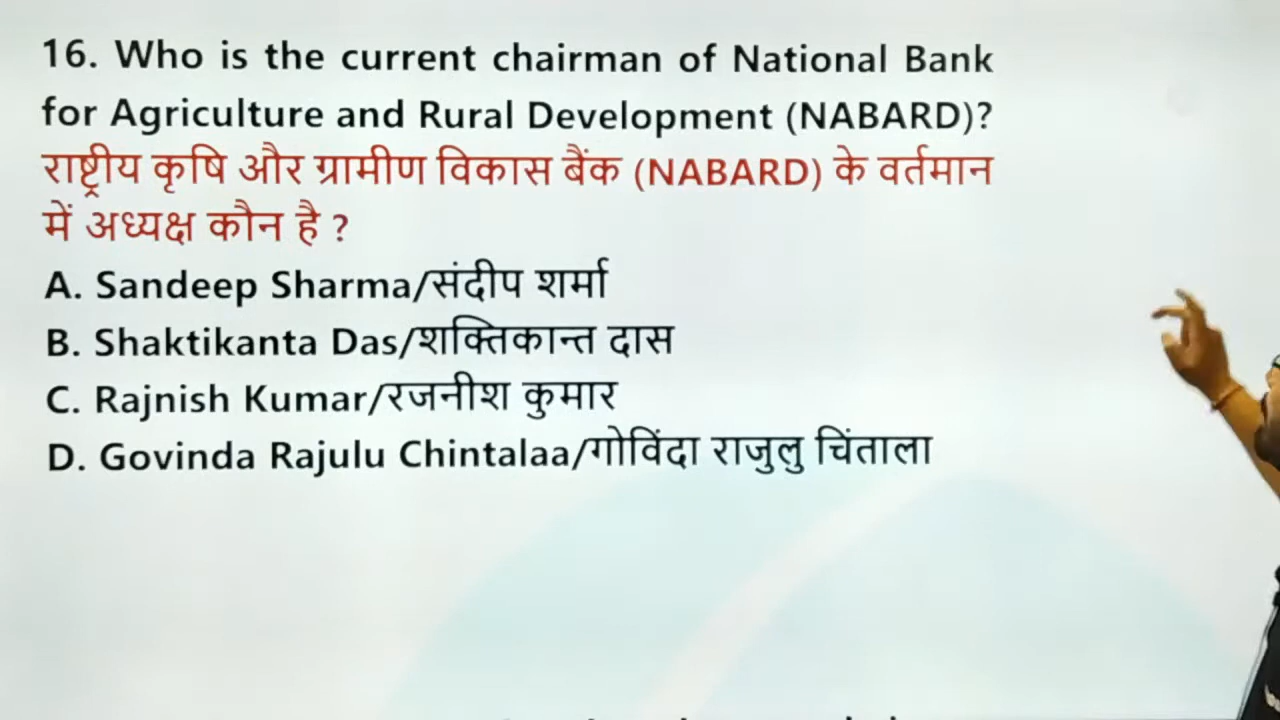 16. Who is the current chairman of National Bank
for Agriculture and Rural Development (NABARD)?
राष्ट्रीय कृषि और ग्रामीण विकास बैंक (NABARD) के वर्तमान
में अध्यक्ष कौन है ?
A. Sandeep Sharma/संदीप शर्मा
B. Shaktikanta Das/शक्तिकान्त दास
C. Rajnish Kumar/रजनीश कुमार
D. Govinda Rajulu Chintalaa/गोविंदा राजुलु चिंताला